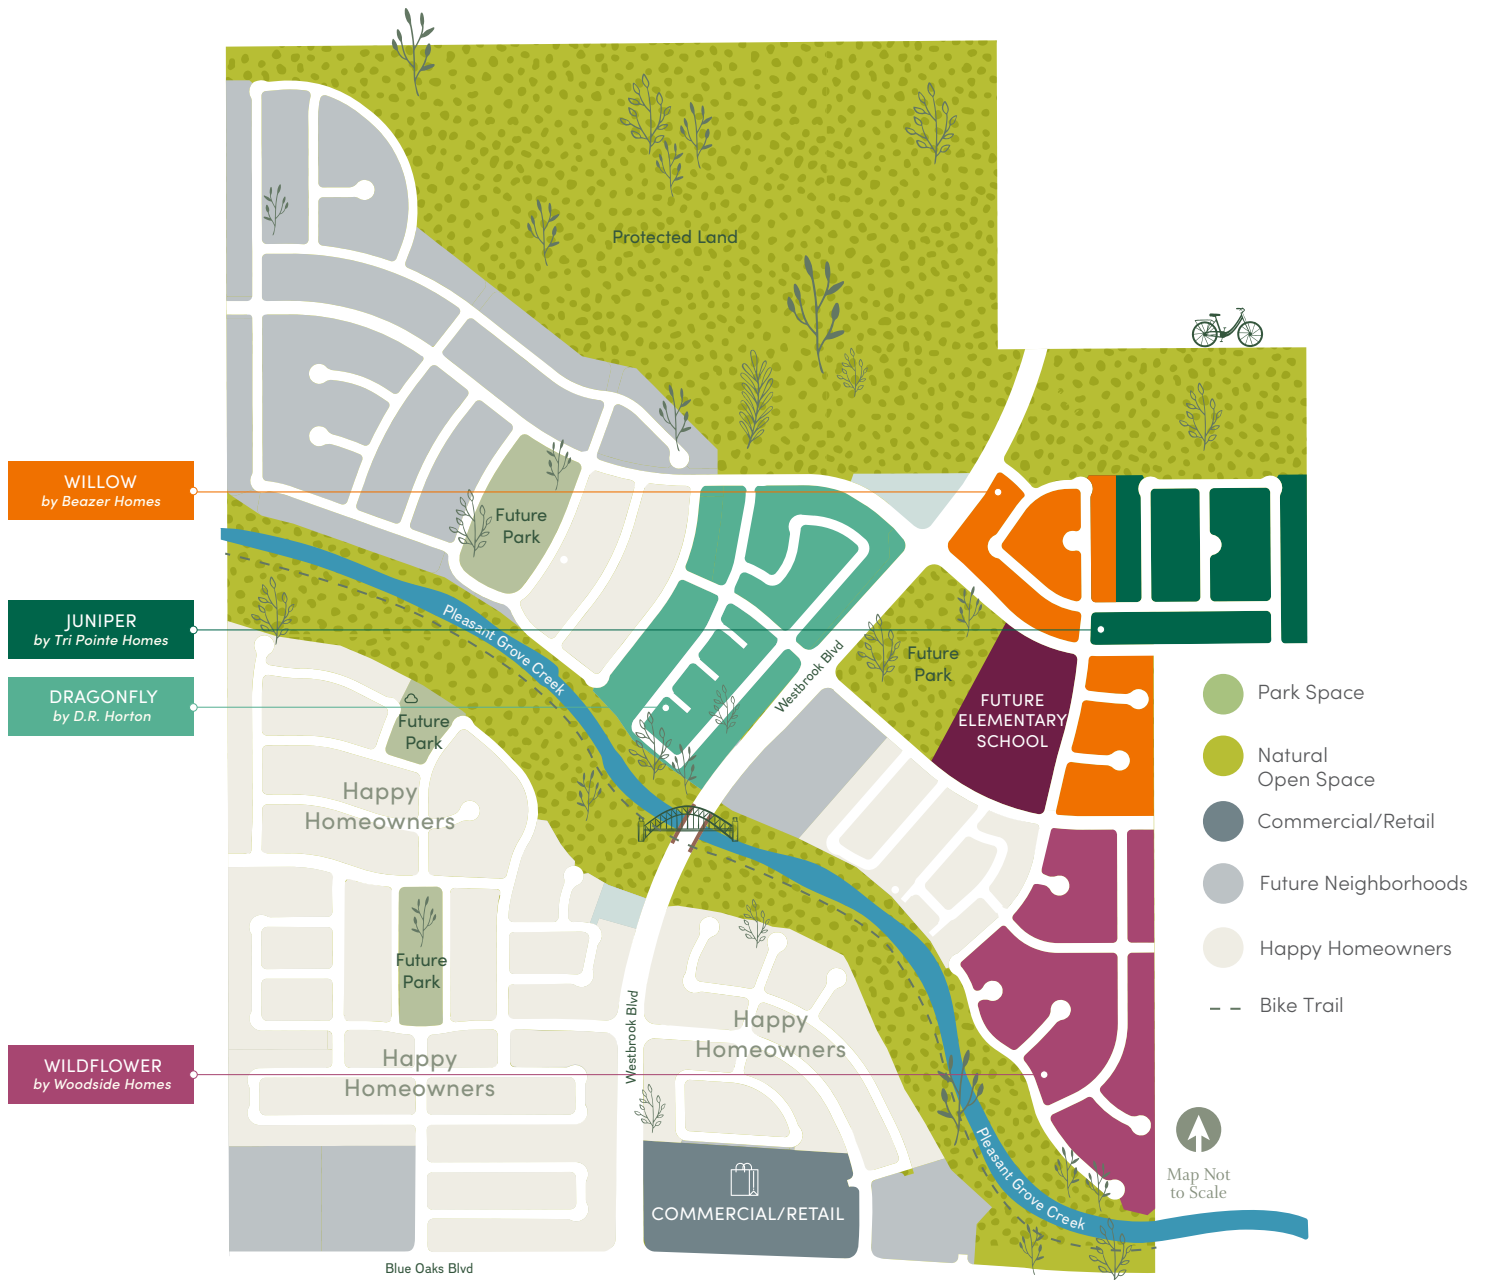 Protected Land
WILLOW
by Beazer Homes
Future
Park
JUNIPER
by Tri Pointe Homes
Pleasant Grove Creek
Westbrook Blvd
Future
Park
DRAGONFLY
by D.R. Horton
Future
Park
FUTURE
ELEMENTARY
SCHOOL
Park Space
Natural
Open Space
Commercial/Retail
Future Neighborhoods
Happy Homeowners
Bike Trail
Happy
Homeowners
Future
Park
Westbrook Blvd
Happy
Homeowners
Happy
Homeowners
WILDFLOWER
by Woodside Homes
Pleasant Grove Creek
Map Not
to Scale
COMMERCIAL/RETAIL
Blue Oaks Blvd